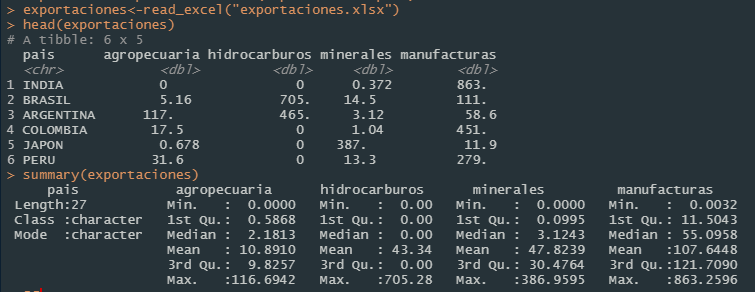 > exportaciones<-read_excel("exportaciones.xlsx")
> head(exportaciones)
# A tibble: 6 x 5
  pais      agropecuaria hidrocarburos minerales manufacturas
  <chr>            <dbl>         <dbl>     <dbl>        <dbl>
1 INDIA            0                0      0.372        863.
2 BRASIL           5.16           705.    14.5          111.
3 ARGENTINA      117.             465.     3.12          58.6
4 COLOMBIA        17.5              0      1.04         451.
5 JAPON            0.678            0    387.            11.9
6 PERU            31.6              0     13.3          279.
> summary(exportaciones)
     pais            agropecuaria      hidrocarburos      minerales         manufacturas
 Length:27          Min.   :  0.0000   Min.   :  0.00   Min.   :  0.0000   Min.   :  0.0032
 Class :character   1st Qu.:  0.5868   1st Qu.:  0.00   1st Qu.:  0.0995   1st Qu.: 11.5043
 Mode  :character   Median :  2.1813   Median :  0.00   Median :  3.1243   Median : 55.0958
                    Mean   : 10.8910   Mean   : 43.34   Mean   : 47.8239   Mean   :107.6448
                    3rd Qu.:  9.8257   3rd Qu.:  0.00   3rd Qu.: 30.4764   3rd Qu.:121.7090
                    Max.   :116.6942   Max.   :705.28   Max.   :386.9595   Max.   :863.2596